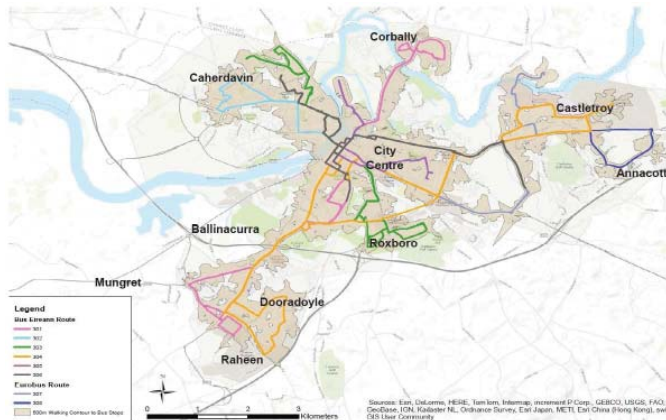 Corbally
Caherdavin
Castletroy
City
Centre
Annacott
Ballinacurra
Roxboro
Mungret
Dooradoyle
Raheen
Legend
Bus Eireann Route
301
302
303
304
305
306
Eurobus Route
500m Walking Contour to Bus Stops
0
1
2
3
Kilometers
Sources: Esri, DeLorme, HERE, TomTom, Intermap, increment P Corp., GEBCO, USGS, FAO,
GeoBase, IGN, Kadaster NL, Ordnance Survey, Esri Japan, METI, Esri China (Hong Kong),
GIS User Community